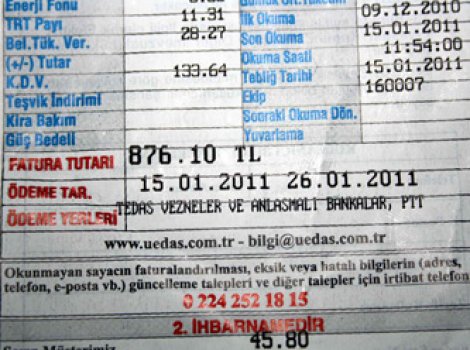 Enerji Fonu
TRT Payı 11.31
Bel.Tük. Ver. 28.27
(+/-) Tutar
K.D.V. 133.64
Teşvik İndirimi
Kira Bakım
Güç Bedeli
İlk Okuma 09.12.2010
Son Okuma 15.01.2011
Okuma Saati 11:54:00
Tebliğ Tarihi 15.01.2011
Ekip 160007
Sonraki Okuma Dön.
Yuvarlama
FATURA TUTARI 876.10 TL
ÖDEME TAR. 15.01.2011 26.01.2011
ÖDEME YERLERİ TEDAS VEZNELER VE ANLASMALI BANKALAR, PTT
www.uedas.com.tr - bilgi@uedas.com.tr
Okunmayan sayacın faturalandırılması, eksik veya hatalı bilgilerin (adres,
telefon, e-posta vb.) güncelleme talepleri ve diğer talepler için irtibat telefon
0 224 252 18 15
2. İHBARNAMEDİR
45.80